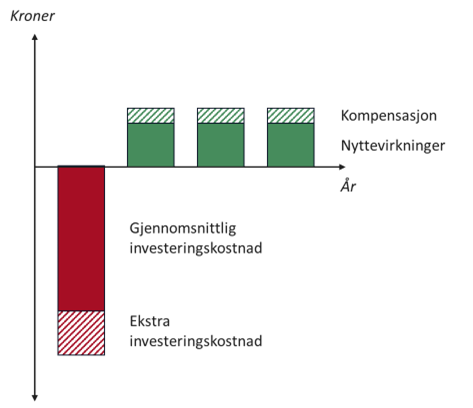 Kroner
Kompensasjon
Nyttevirkninger
År
Gjennomsnittlig
investeringskostnad
Ekstra
investeringskostnad